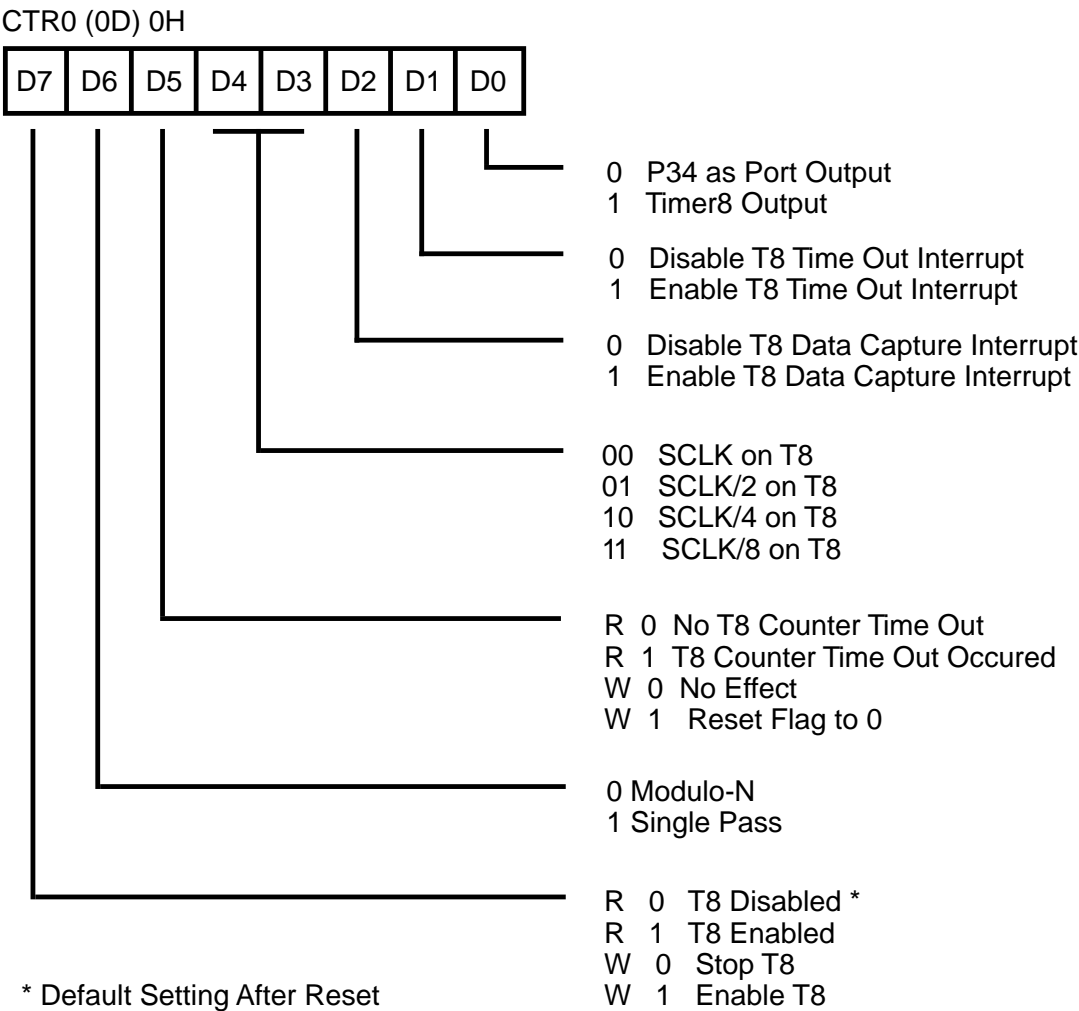 CTR0 (0D) 0H
D7 D6 D5 D4 D3 D2 D1 D0
0 P34 as Port Output
1 Timer8 Output
0 Disable T8 Time Out Interrupt
1 Enable T8 Time Out Interrupt
0 Disable T8 Data Capture Interrupt
1 Enable T8 Data Capture Interrupt
00 SCLK on T8
01 SCLK/2 on T8
10 SCLK/4 on T8
11 SCLK/8 on T8
R 0 No T8 Counter Time Out
R 1 T8 Counter Time Out Occured
W 0 No Effect
W 1 Reset Flag to 0
0 Modulo-N
1 Single Pass
R 0 T8 Disabled *
R 1 T8 Enabled
W 0 Stop T8
W 1 Enable T8
* Default Setting After Reset